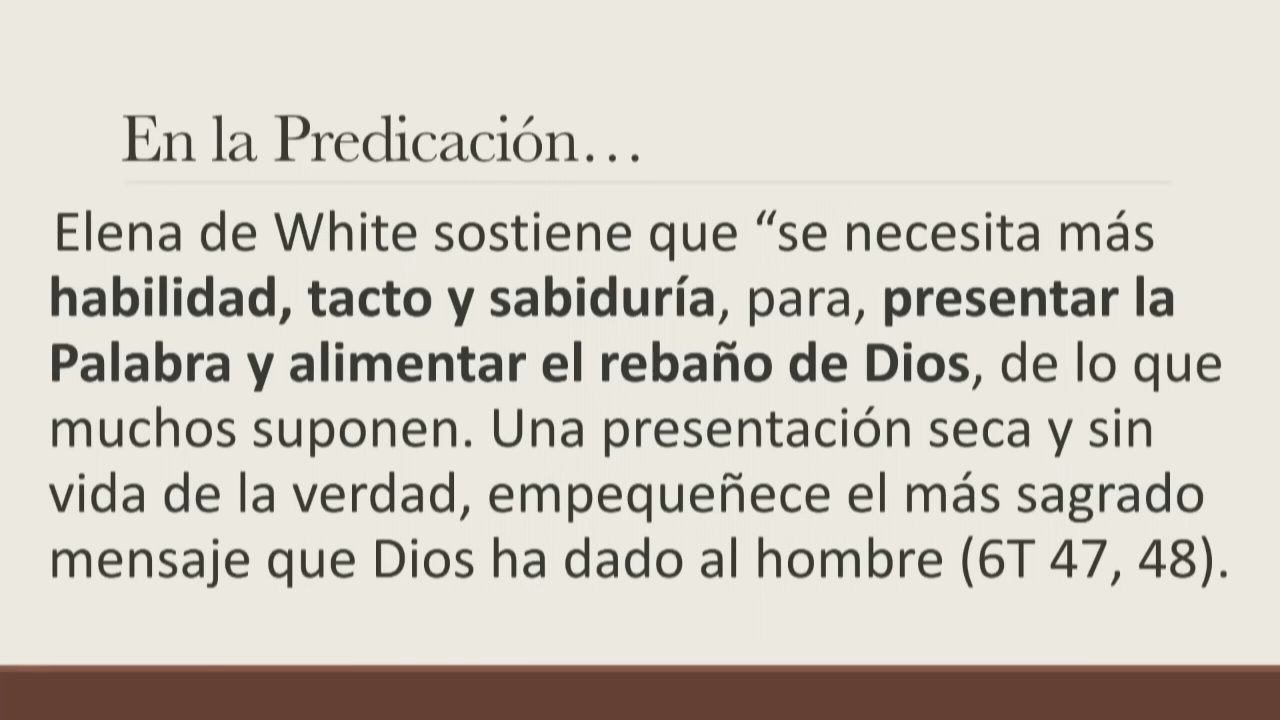 En la Predicación…
Elena de White sostiene que “se necesita más
habilidad, tacto y sabiduría, para, presentar la
Palabra y alimentar el rebaño de Dios, de lo que
muchos suponen. Una presentación seca y sin
vida de la verdad, empequeñece el más sagrado
mensaje que Dios ha dado al hombre (6T 47, 48).